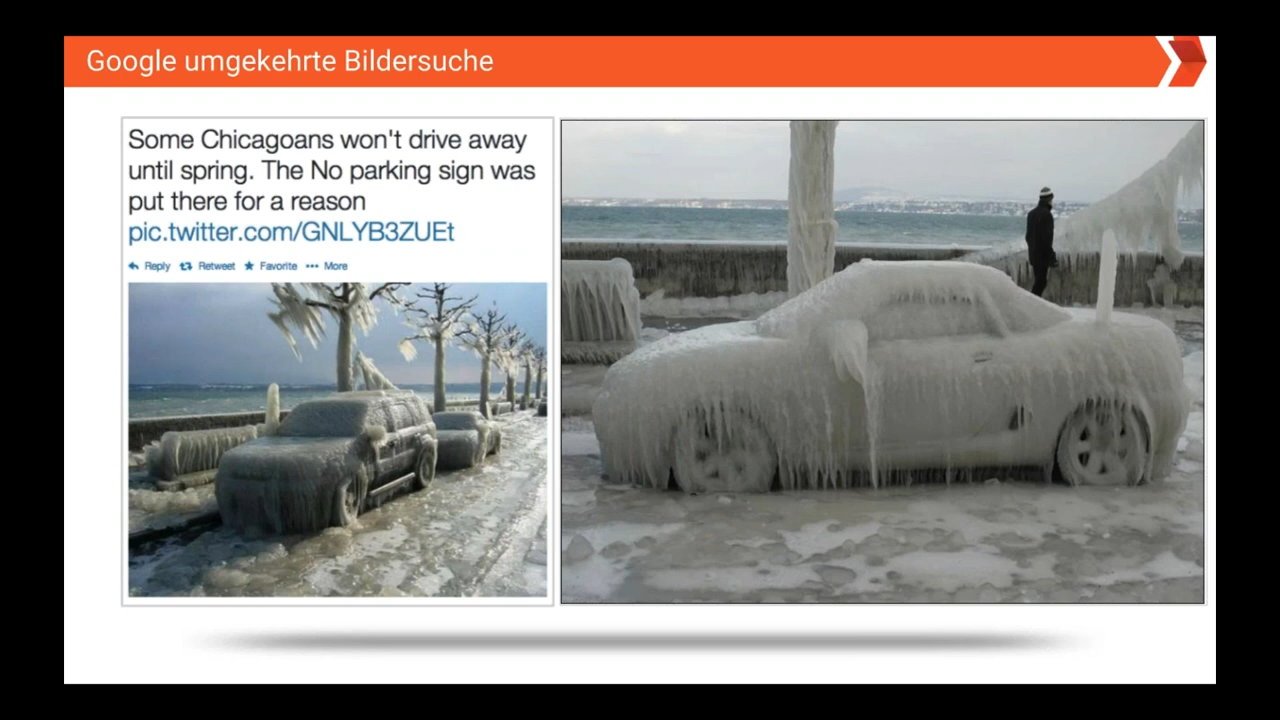 Google umgekehrte Bildersuche
Some Chicagoans won't drive away
until spring. The No parking sign was
put there for a reason
pic.twitter.com/GNLYB3ZUEt
Reply Retweet Favorite More